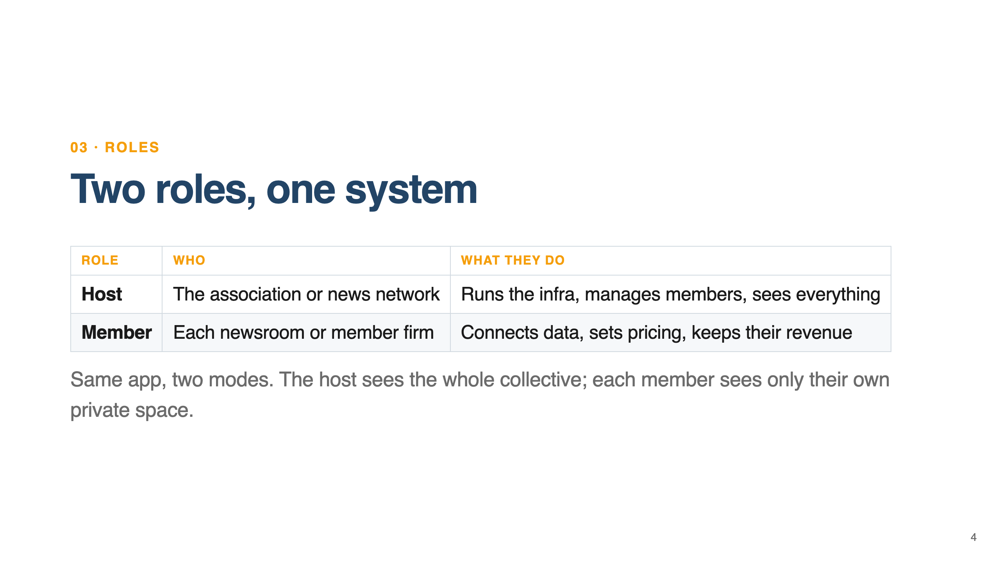 03 · ROLES
Two roles, one system
ROLE WHO WHAT THEY DO
Host The association or news network Runs the infra, manages members, sees everything
Member Each newsroom or member firm Connects data, sets pricing, keeps their revenue
Same app, two modes. The host sees the whole collective; each member sees only their own
private space.
4